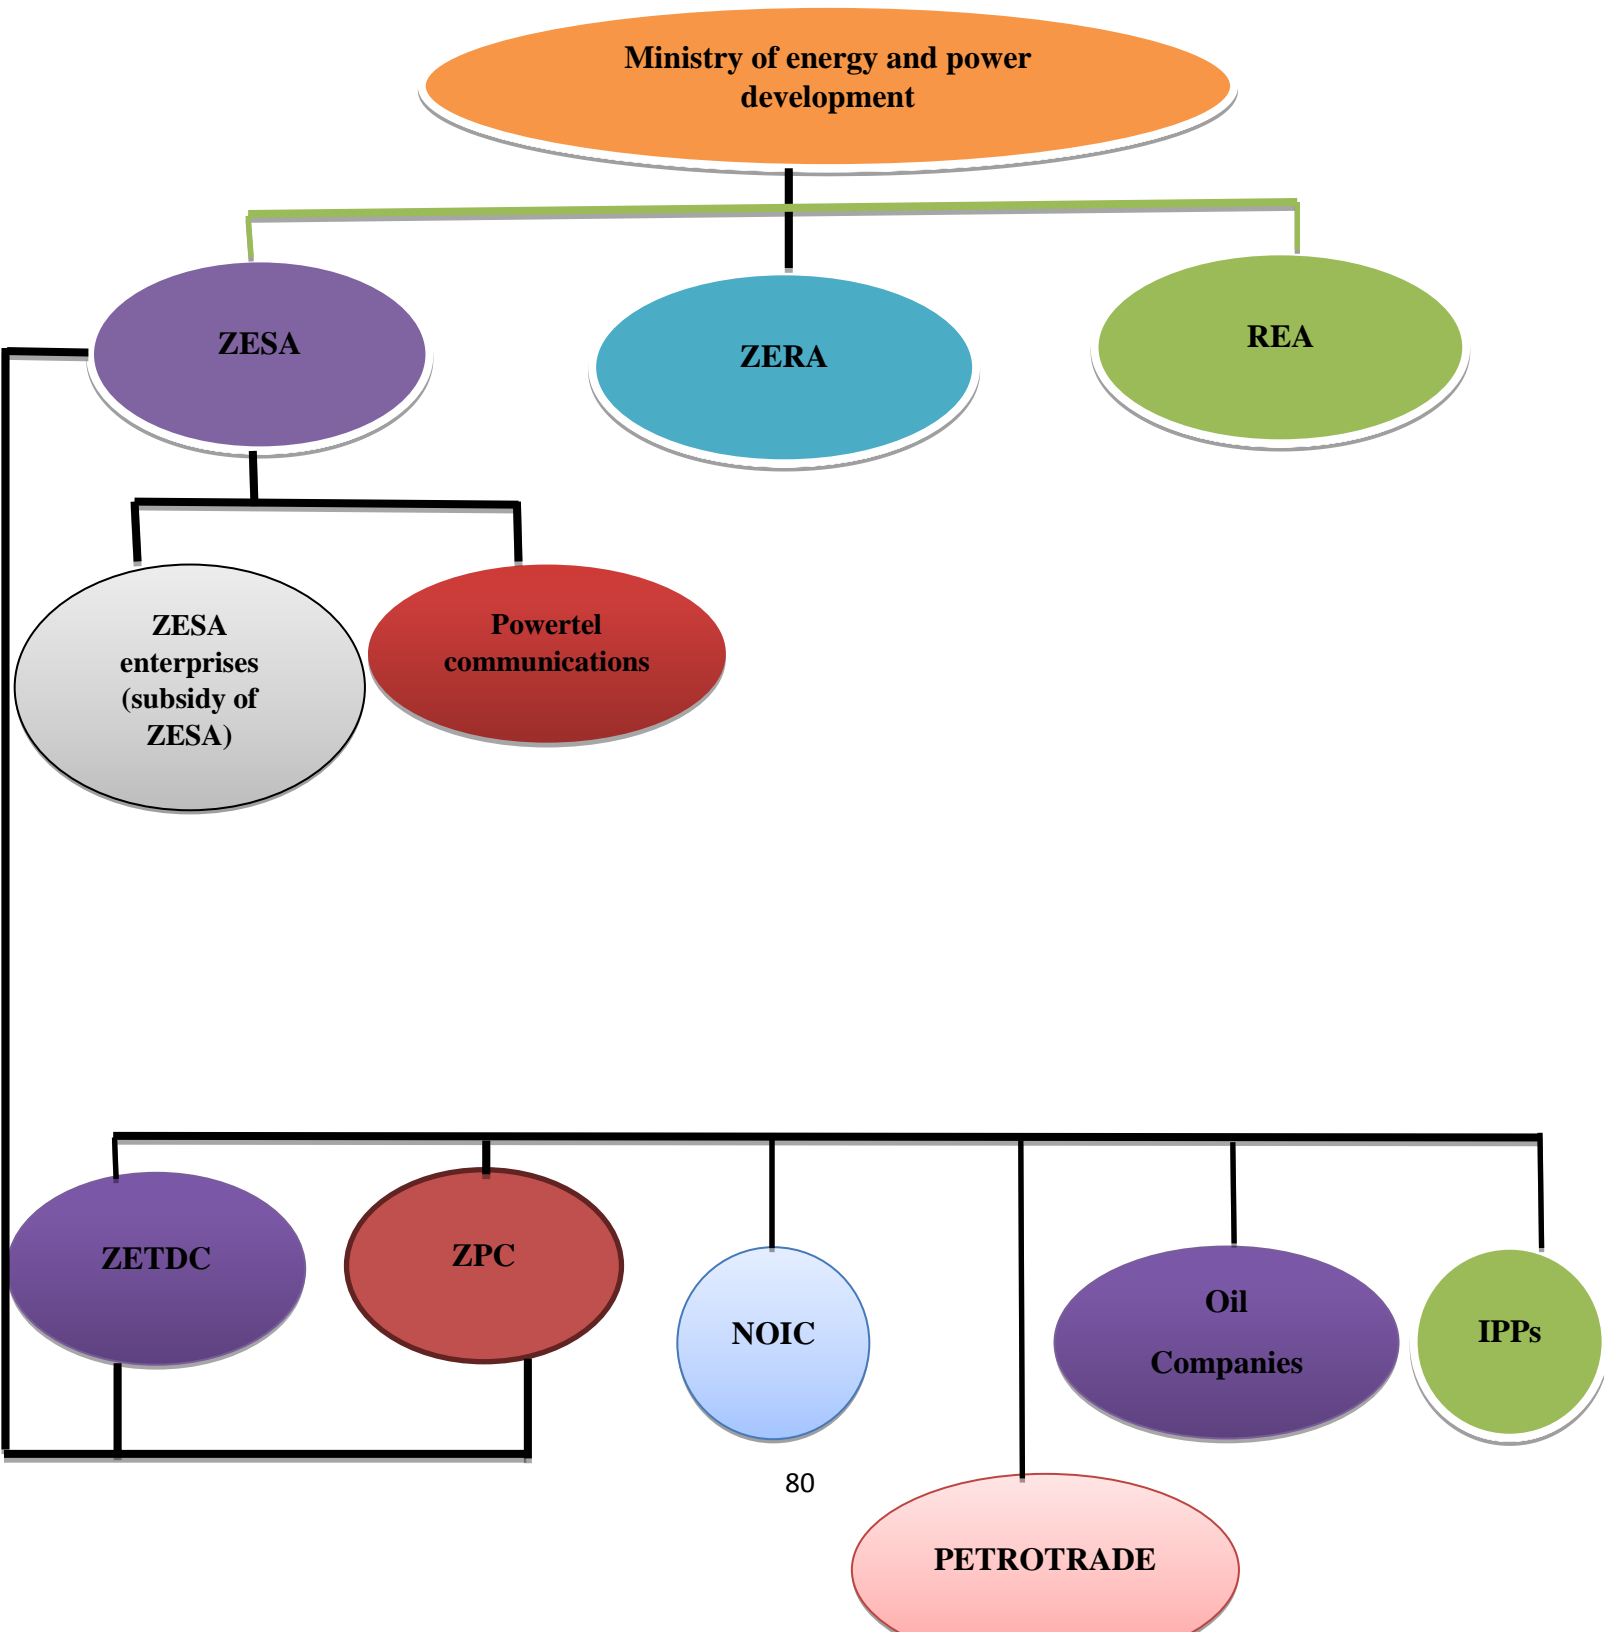 Ministry of energy and power
development
ZESA
ZERA
REA
ZESA
enterprises
(subsidy of
ZESA)
Powertel
communications
ZETDC
ZPC
NOIC
Oil
Companies
IPPs
80
PETROTRADE